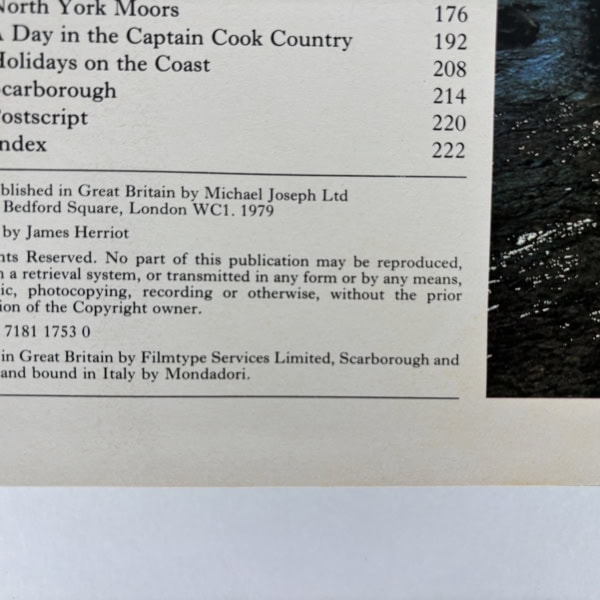 North York Moors 176
A Day in the Captain Cook Country 192
Holidays on the Coast 208
Scarborough 214
Postscript 220
Index 222
blished in Great Britain by Michael Joseph Ltd
Bedford Square, London WC1. 1979
by James Herriot
hts Reserved. No part of this publication may be reproduced,
n a retrieval system, or transmitted in any form or by any means,
ic, photocopying, recording or otherwise, without the prior
ion of the Copyright owner.
7181 1753 0
in Great Britain by Filmtype Services Limited, Scarborough and
and bound in Italy by Mondadori.